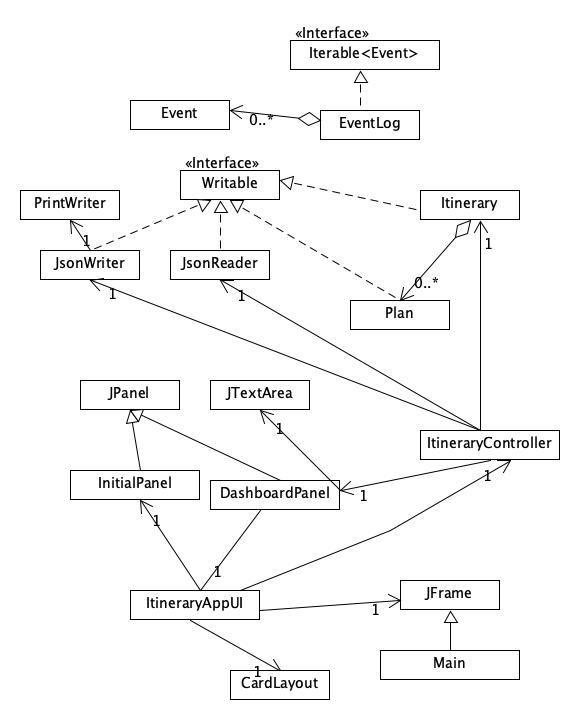 «Interface»
Iterable<Event>
Event
0..*
EventLog
«Interface»
Writable
PrintWriter
Itinerary
1
1
JsonWriter
JsonReader
1
1
0..*
Plan
JPanel
JTextArea
1
ItineraryController
InitialPanel
1
DashboardPanel
1
1
1
ItineraryAppUI
JFrame
1
Main
1
CardLayout